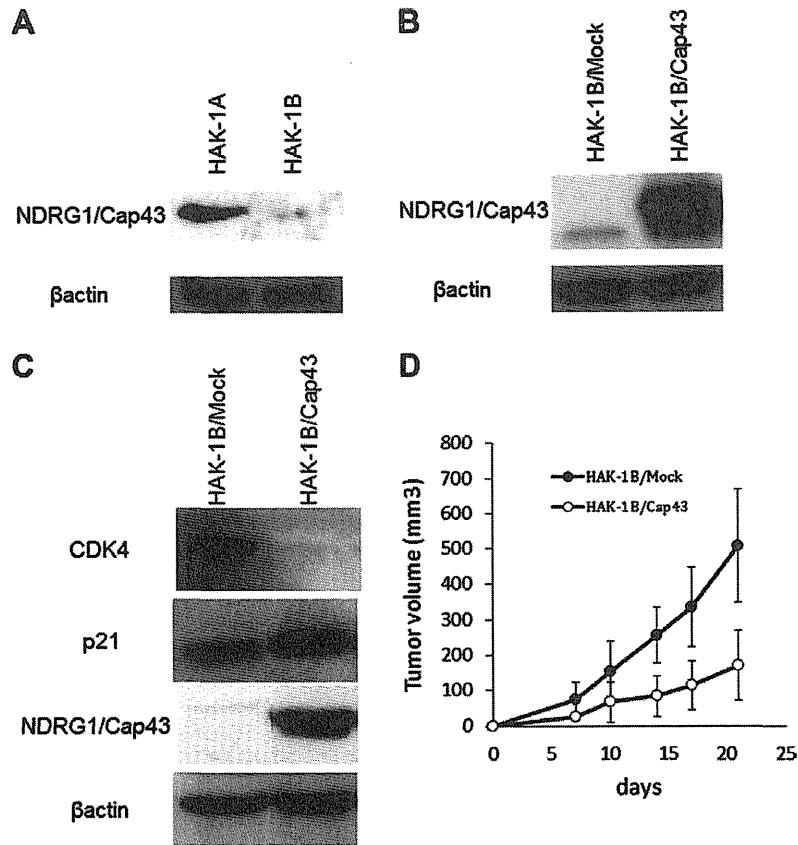 A
HAK-1A
HAK-1B
NDRG1/Cap43
βactin
B
HAK-1B/Mock
HAK-1B/Cap43
NDRG1/Cap43
βactin
C
HAK-1B/Mock
HAK-1B/Cap43
CDK4
p21
NDRG1/Cap43
βactin
D
800
700
600
500
400
300
200
100
0
Tumor volume (mm3)
HAK-1B/Mock
HAK-1B/Cap43
0 5 10 15 20 25
days